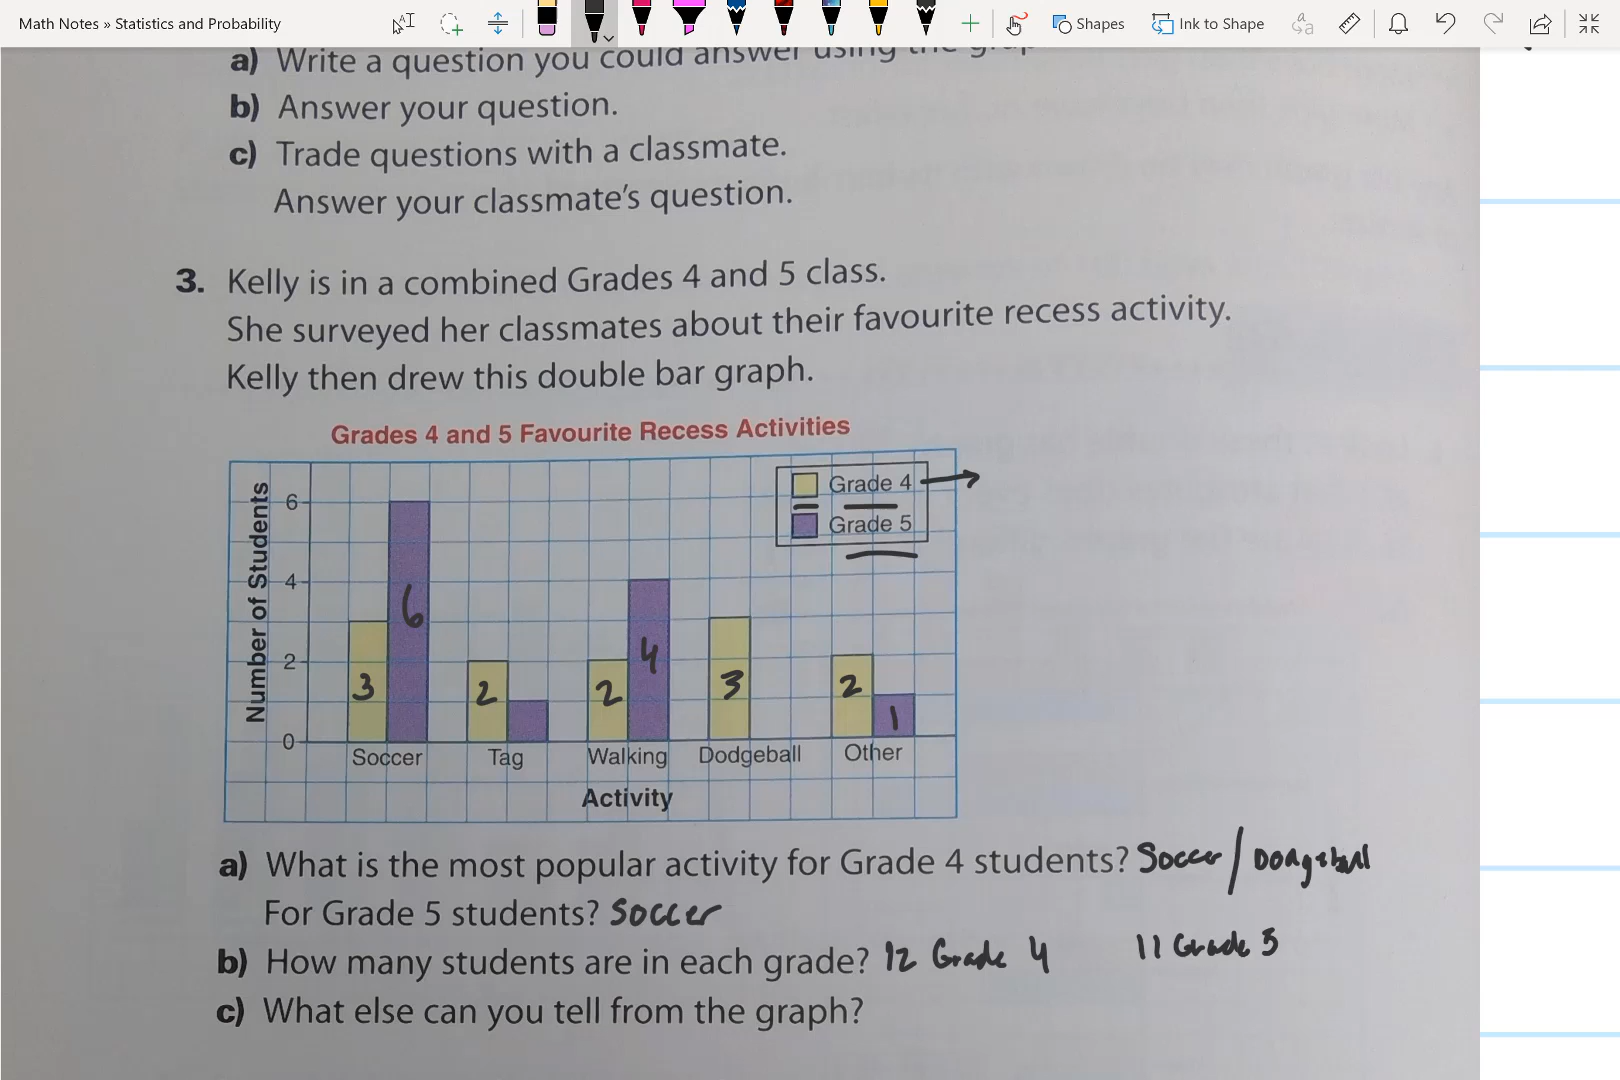 Math Notes » Statistics and Probability
Shapes
Ink to Shape
a) Write a question you could answer using the
b) Answer your question.
c) Trade questions with a classmate.
Answer your classmate's question.
3. Kelly is in a combined Grades 4 and 5 class.
She surveyed her classmates about their favourite recess activity.
Kelly then drew this double bar graph.
Grades 4 and 5 Favourite Recess Activities
Number of Students
6
4
2
0
Grade 4
Grade 5
3
6
2
2
4
3
2
1
Soccer
Tag
Walking
Dodgeball
Other
Activity
a) What is the most popular activity for Grade 4 students? Soccer /
For Grade 5 students? Soccer
b) How many students are in each grade? 12 Grade 4 11 Grade 5
c) What else can you tell from the graph?